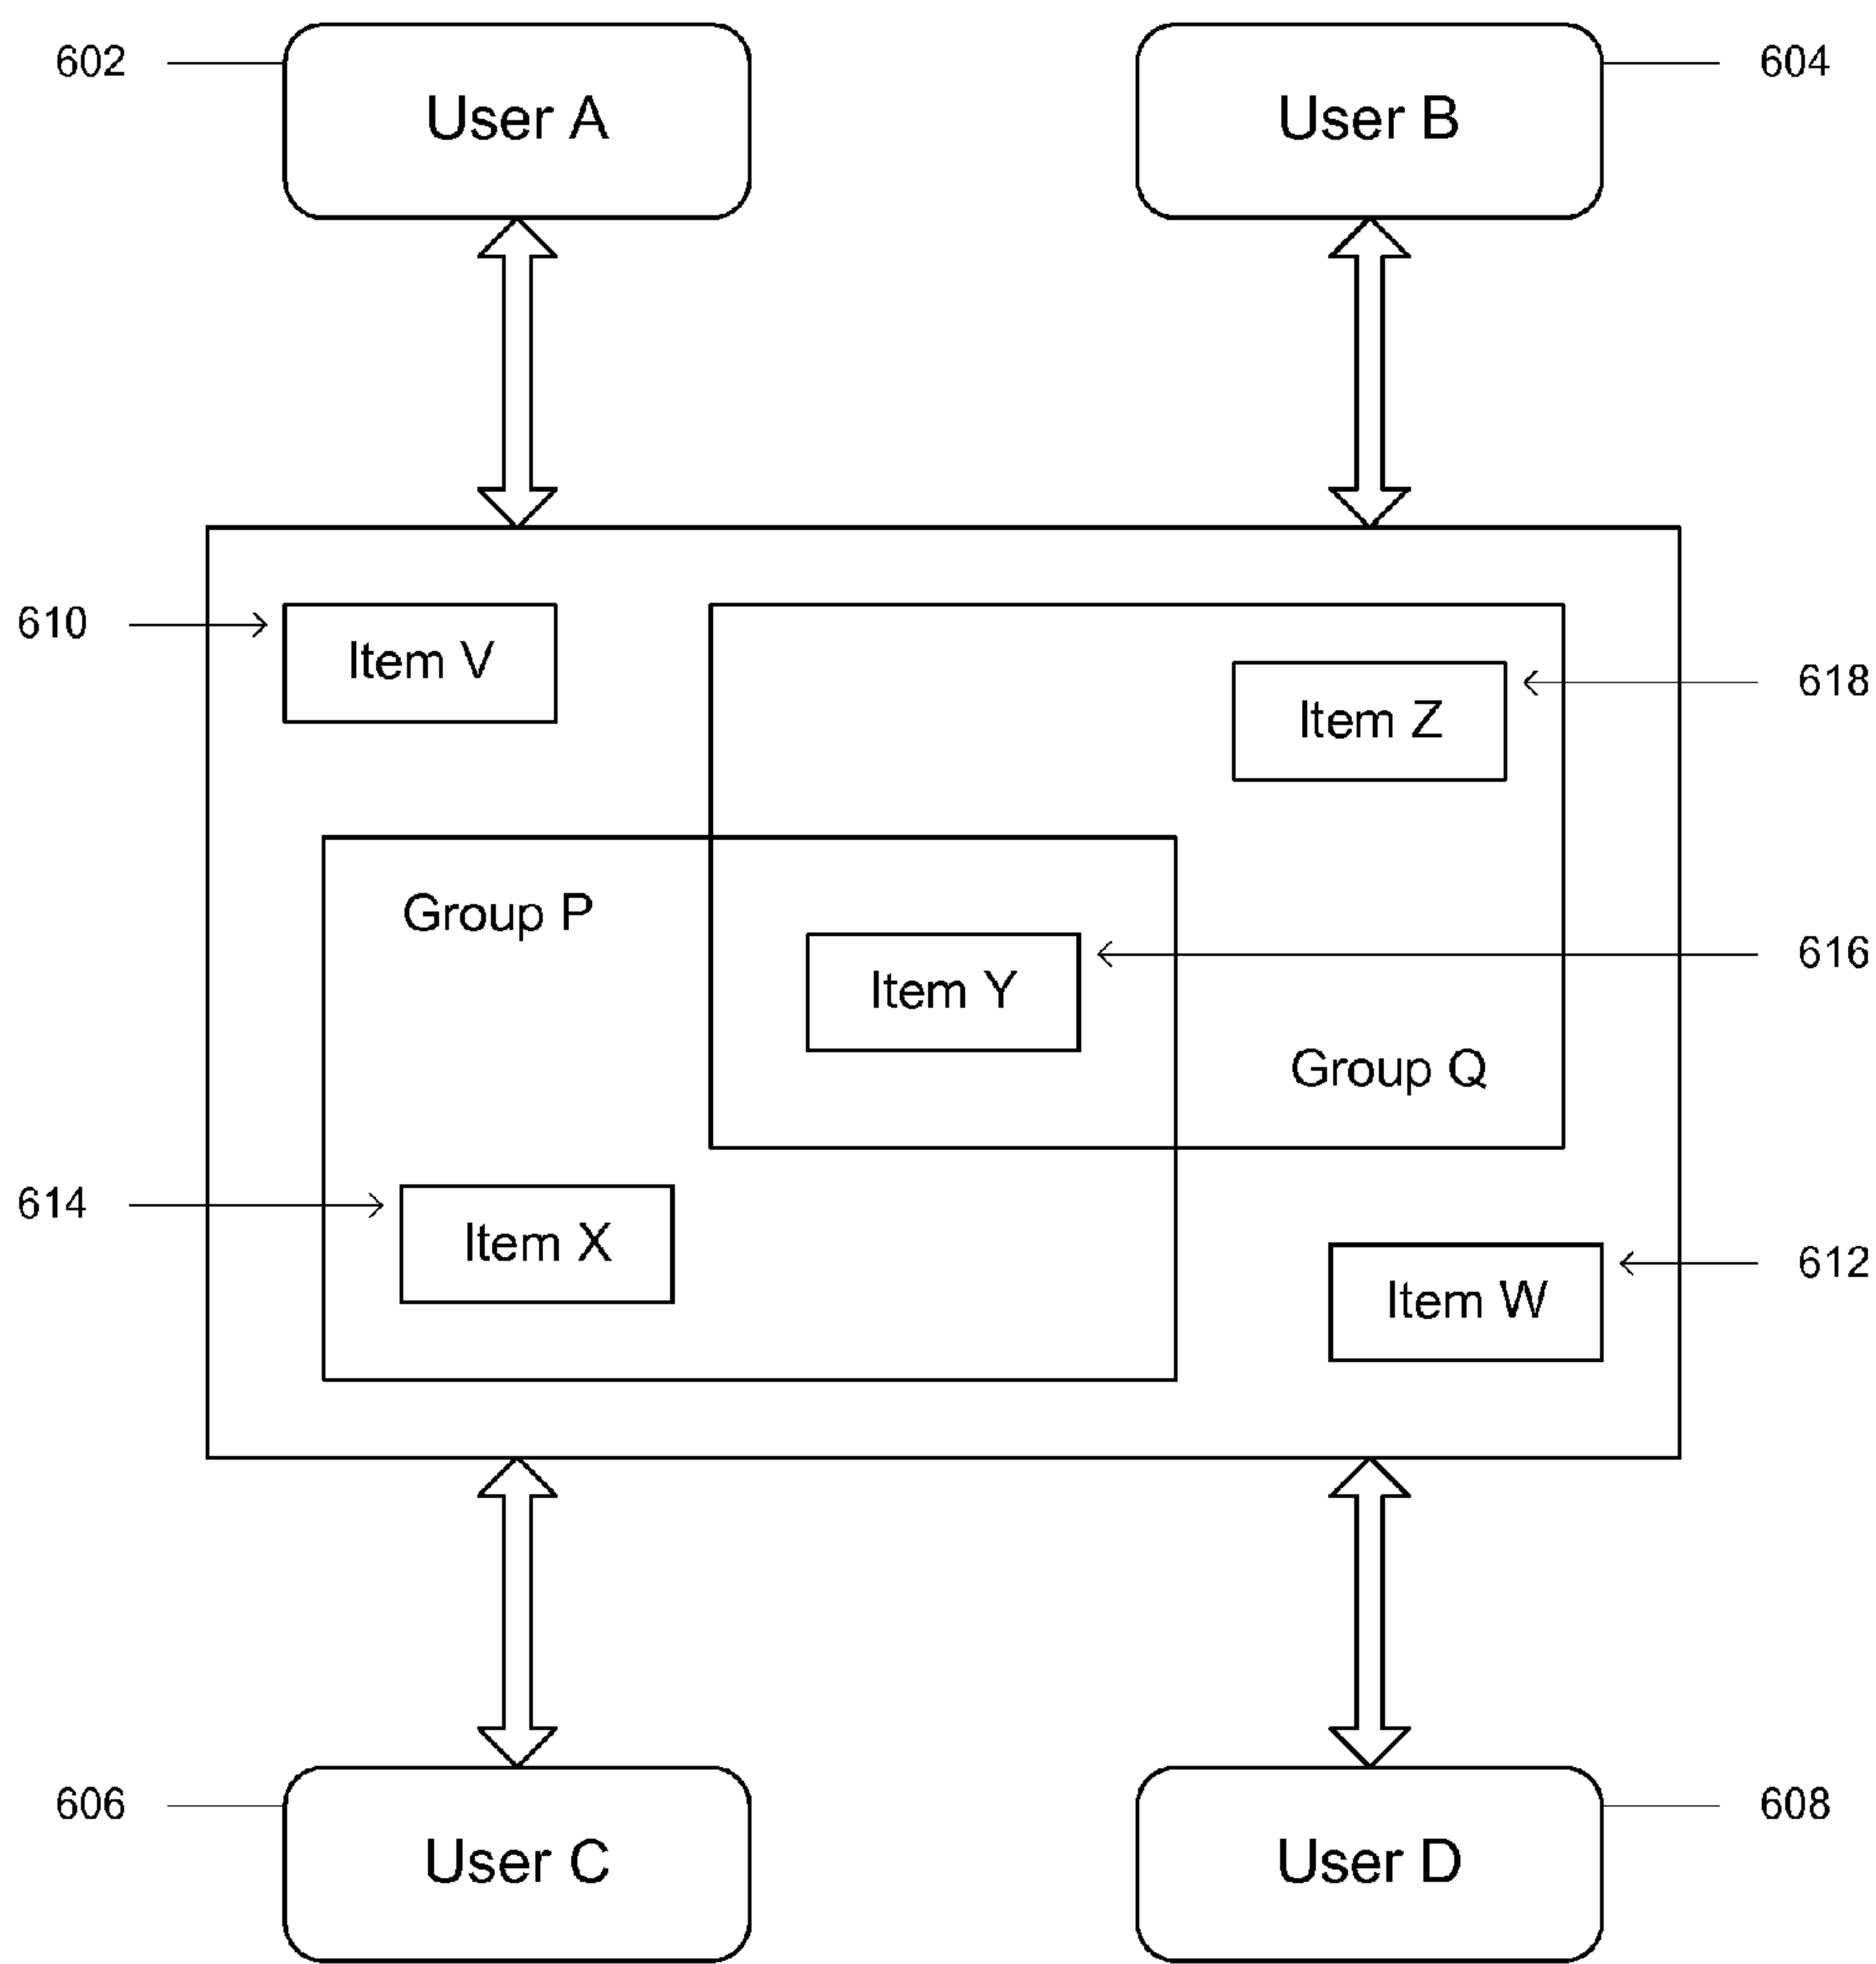 602
User A
User B
604
610
Item V
Item Z
618
Group P
Item Y
616
Group Q
614
Item X
Item W
612
606
User C
User D
608